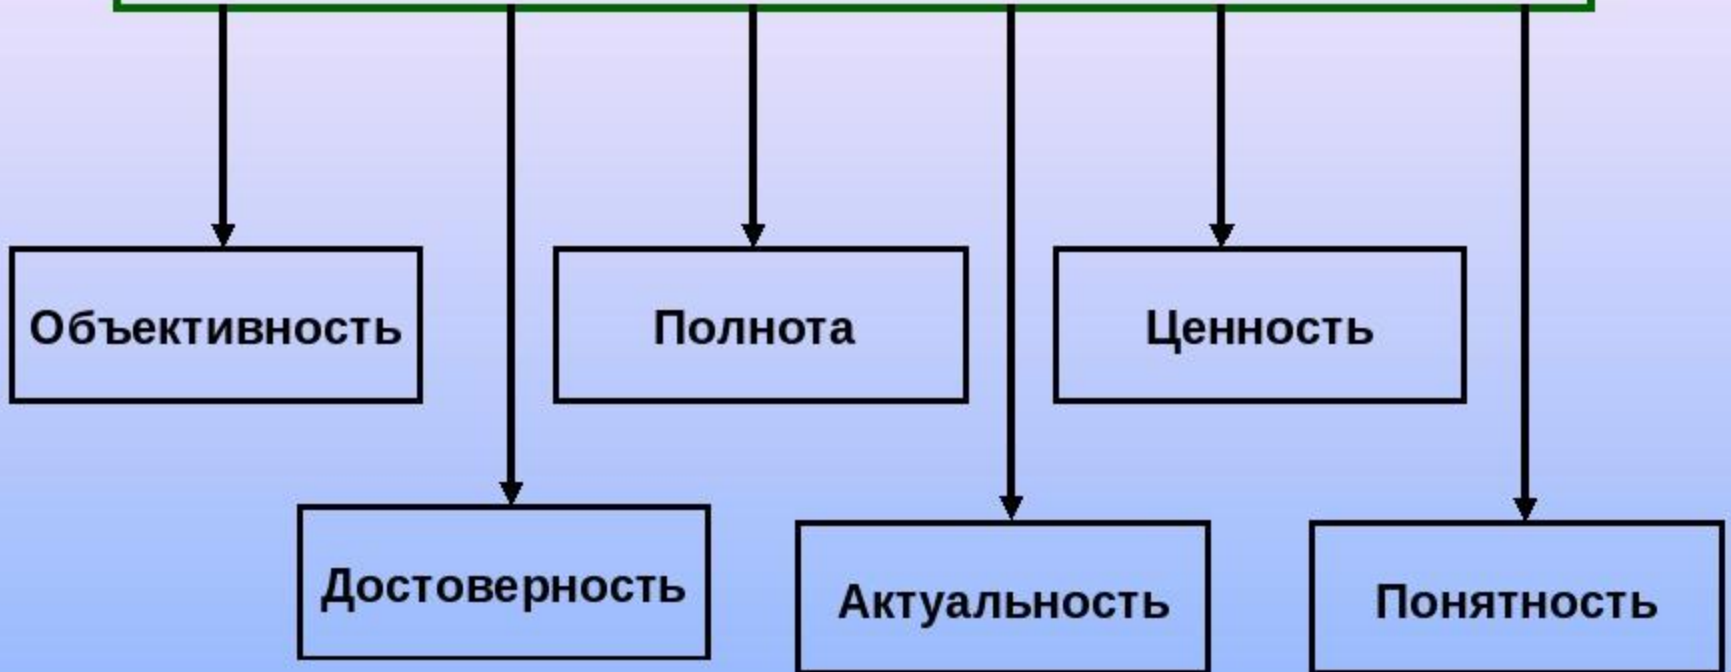 Объективность
Полнота
Ценность
Достоверность
Актуальность
Понятность